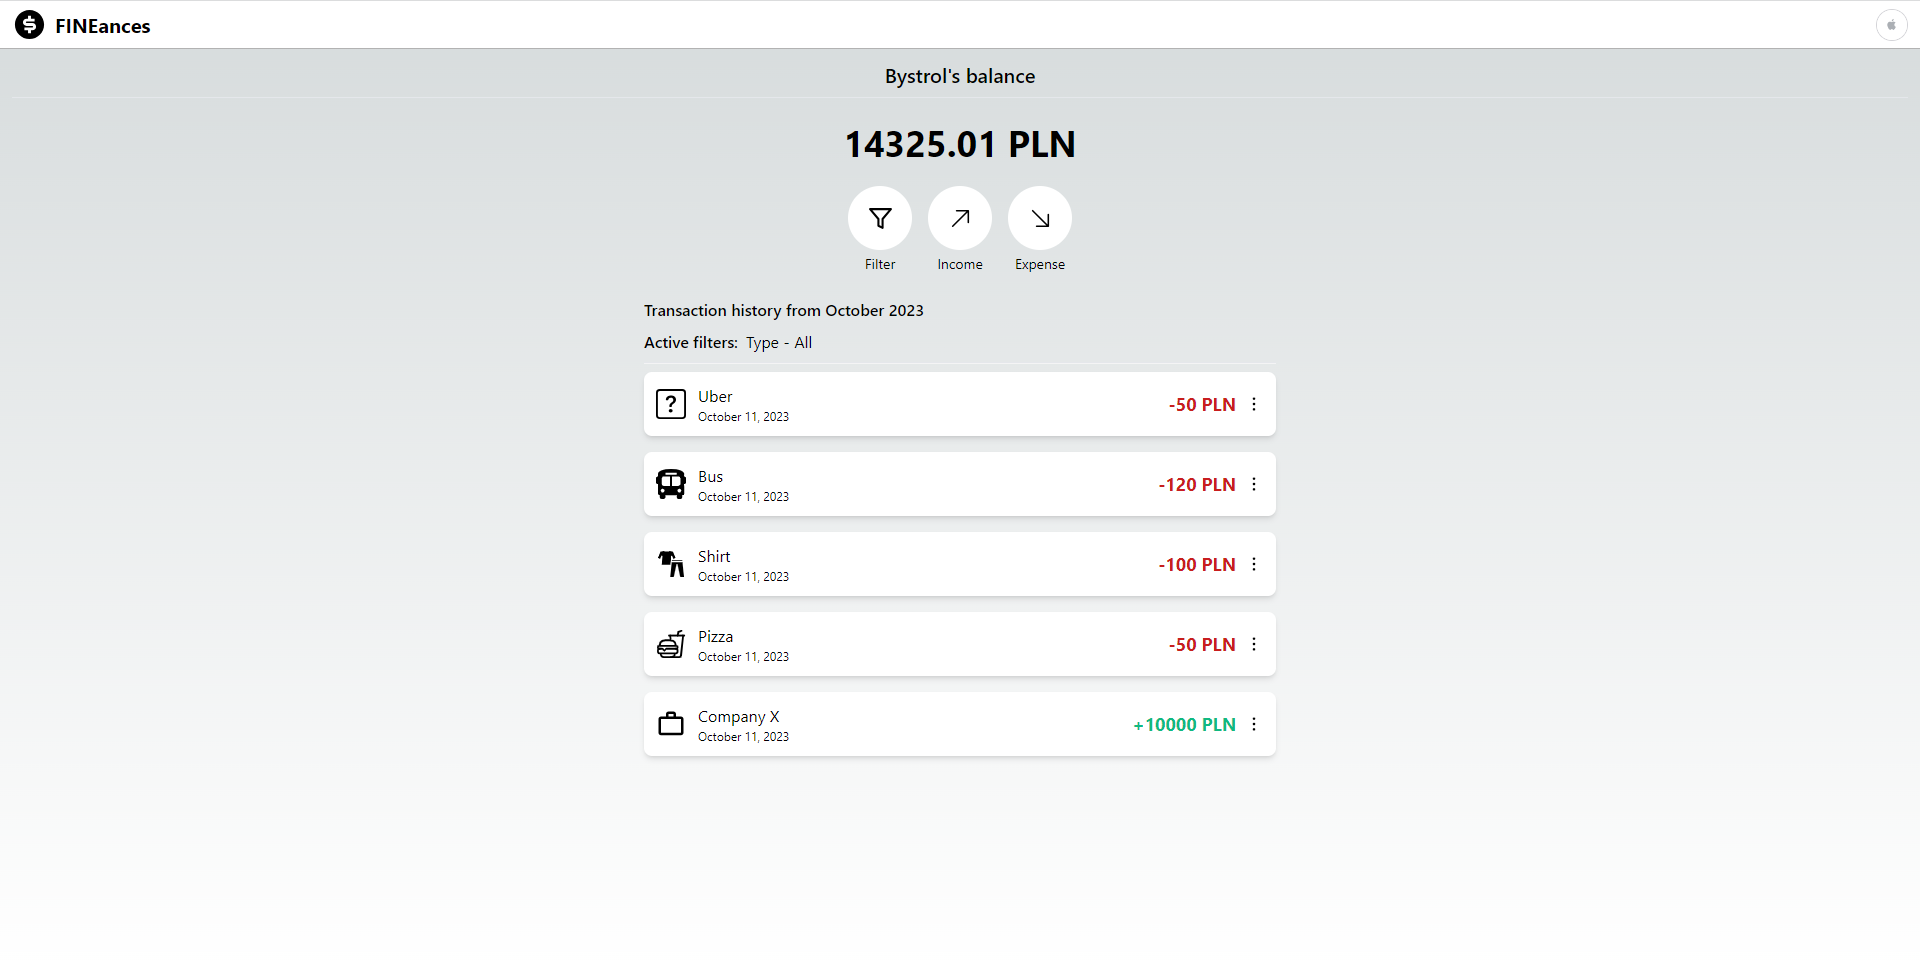 FINEances
Bystrol's balance
14325.01 PLN
Filter
Income
Expense
Transaction history from October 2023
Active filters: Type - All
?
Uber
October 11, 2023
-50 PLN
Bus
October 11, 2023
-120 PLN
Shirt
October 11, 2023
-100 PLN
Pizza
October 11, 2023
-50 PLN
Company X
October 11, 2023
+10000 PLN